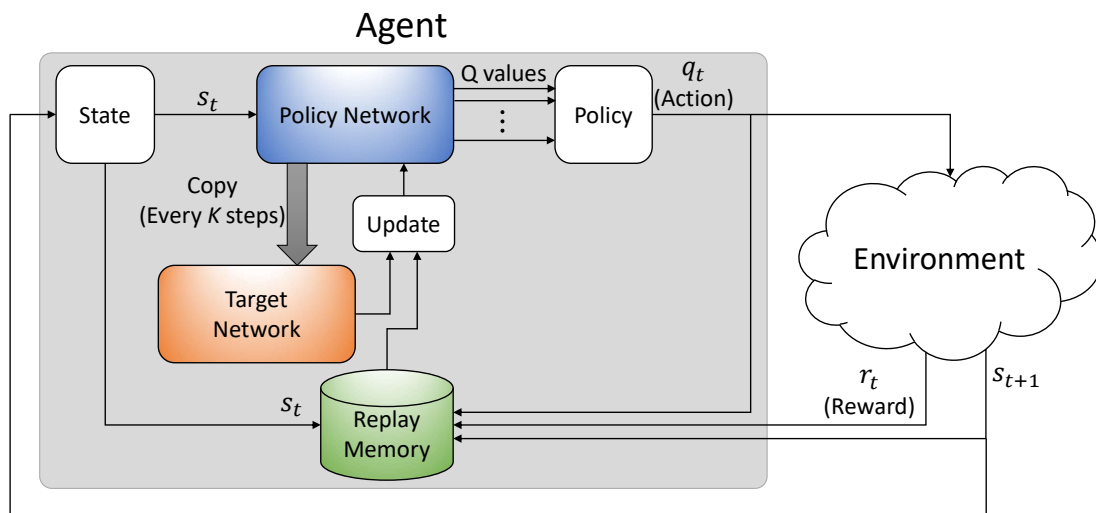 Agent
State
s_t
Policy Network
Q values
⋮
Policy
q_t
(Action)
Copy
(Every K steps)
Update
Environment
Target
Network
s_t
Replay
Memory
r_t
(Reward)
s_{t+1}